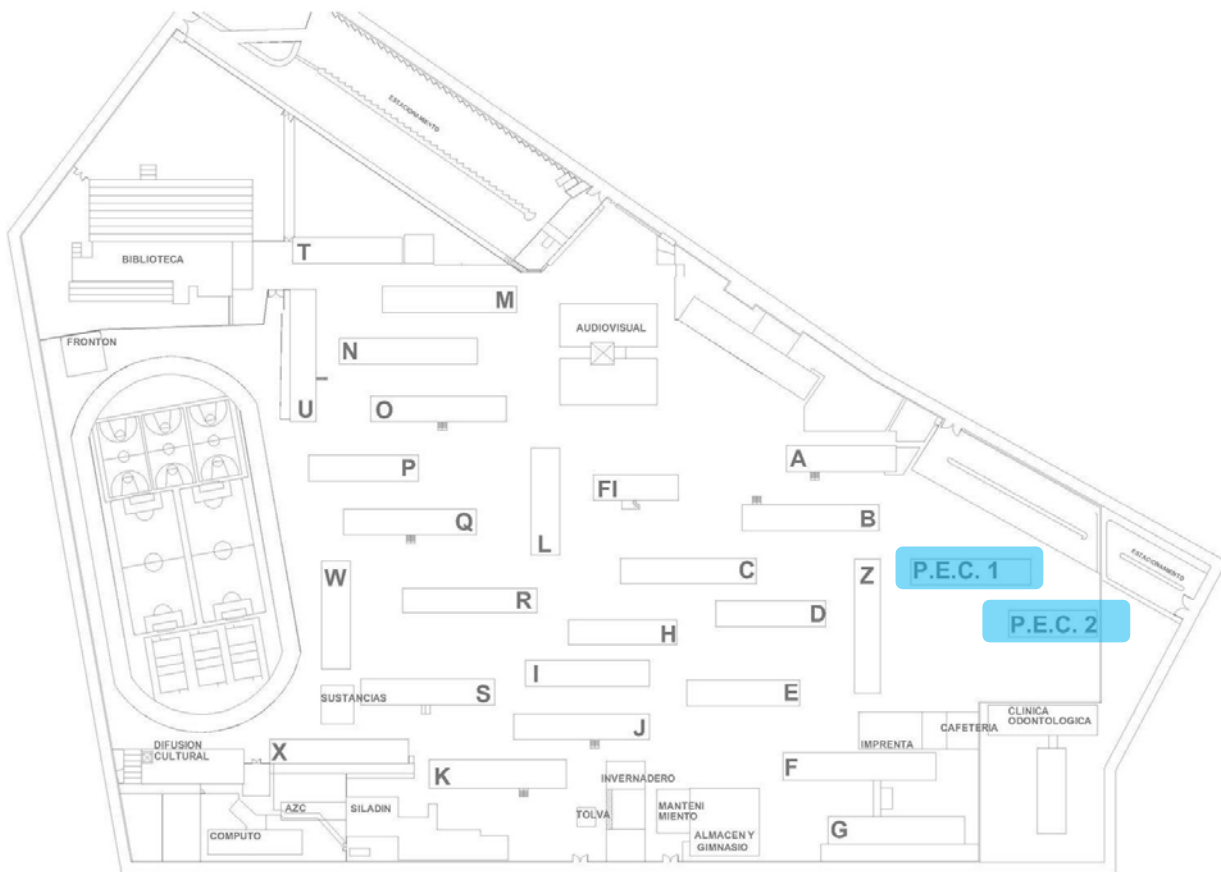 ESTACIONAMIENTO
BIBLIOTECA
T
M
AUDIOVISUAL
FRONTON
N
U
O
A
P
FI
B
Q
L
C
Z
P.E.C. 1
ESTACIONAMIENTO
W
R
D
P.E.C. 2
H
I
SUSTANCIAS
S
E
J
CLINICA
ODONTOLOGICA
CAFETERIA
IMPRENTA
DIFUSION
CULTURAL
X
K
F
INVERNADERO
AZC
SILADIN
TOLVA
MANTENI
MIENTO
COMPUTO
ALMACEN Y
GIMNASIO
G